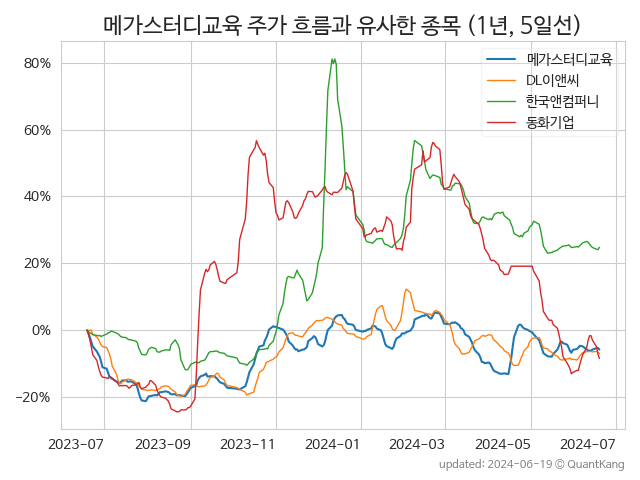 메가스터디교육 주가 흐름과 유사한 종목 (1년, 5일선)
메가스터디교육
DL이앤씨
한국앤컴퍼니
동화기업
80%
60%
40%
20%
0%
−20%
2023-07 2023-09 2023-11 2024-01 2024-03 2024-05 2024-07
updated: 2024-06-19 © QuantKang